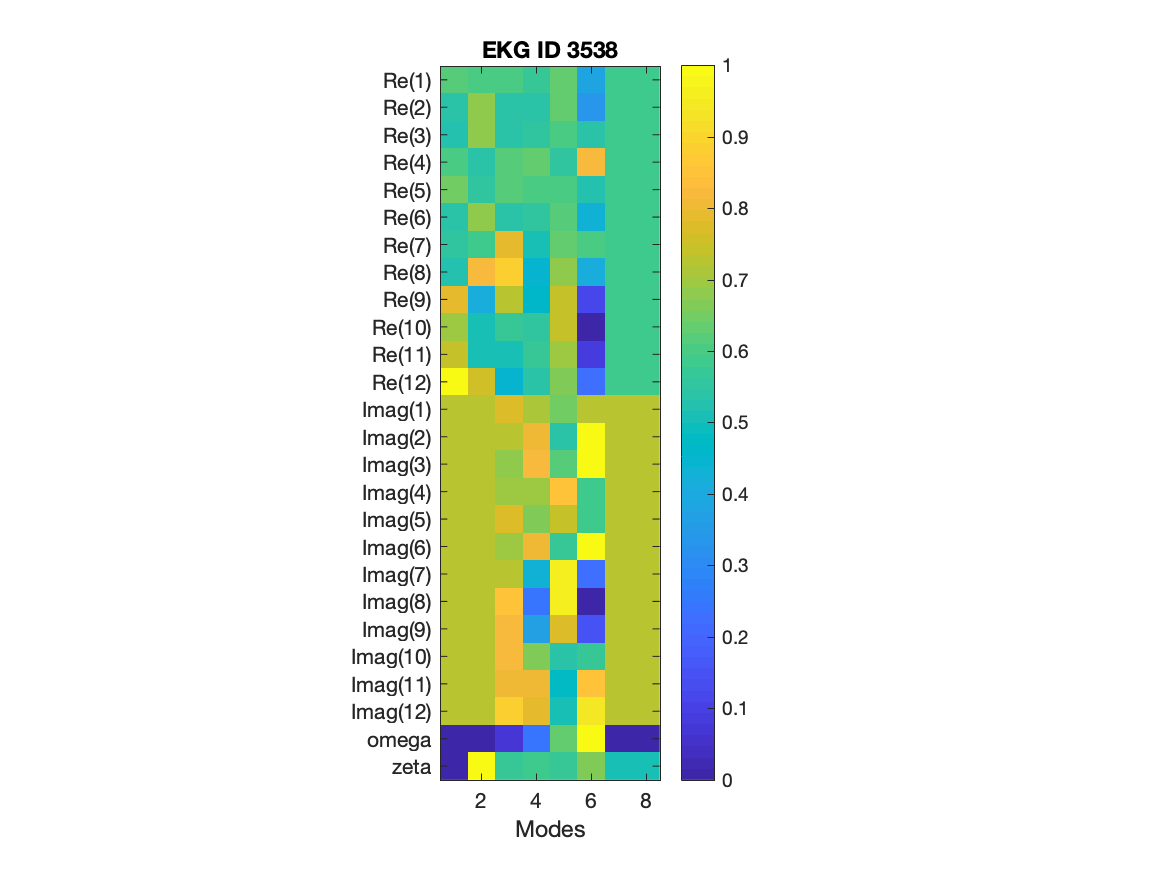 EKG ID 3538
Re(1)
Re(2)
Re(3)
Re(4)
Re(5)
Re(6)
Re(7)
Re(8)
Re(9)
Re(10)
Re(11)
Re(12)
Imag(1)
Imag(2)
Imag(3)
Imag(4)
Imag(5)
Imag(6)
Imag(7)
Imag(8)
Imag(9)
Imag(10)
Imag(11)
Imag(12)
omega
zeta
2 4 6 8
Modes
1
0.9
0.8
0.7
0.6
0.5
0.4
0.3
0.2
0.1
0